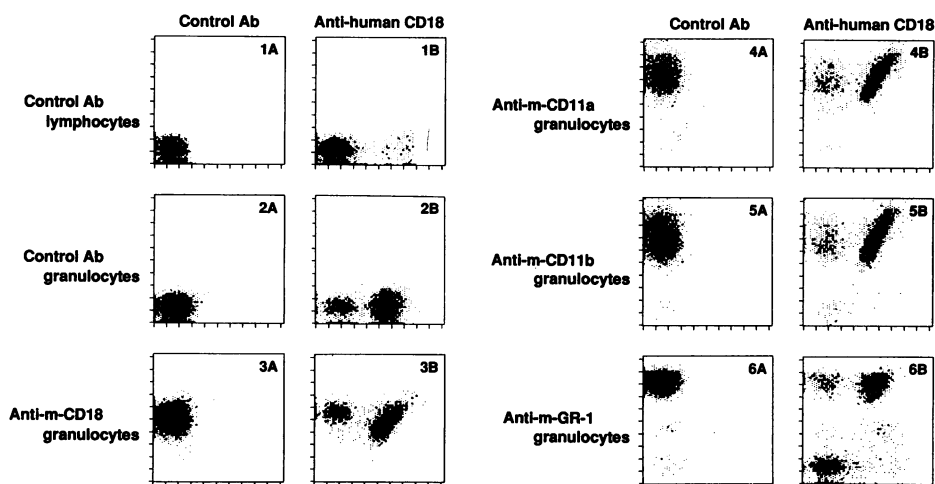 Control Ab
Anti-human CD18
Control Ab
lymphocytes
1A
1B
Control Ab
granulocytes
2A
2B
Anti-m-CD18
granulocytes
3A
3B
Control Ab
Anti-human CD18
Anti-m-CD11a
granulocytes
4A
4B
Anti-m-CD11b
granulocytes
5A
5B
Anti-m-GR-1
granulocytes
6A
6B